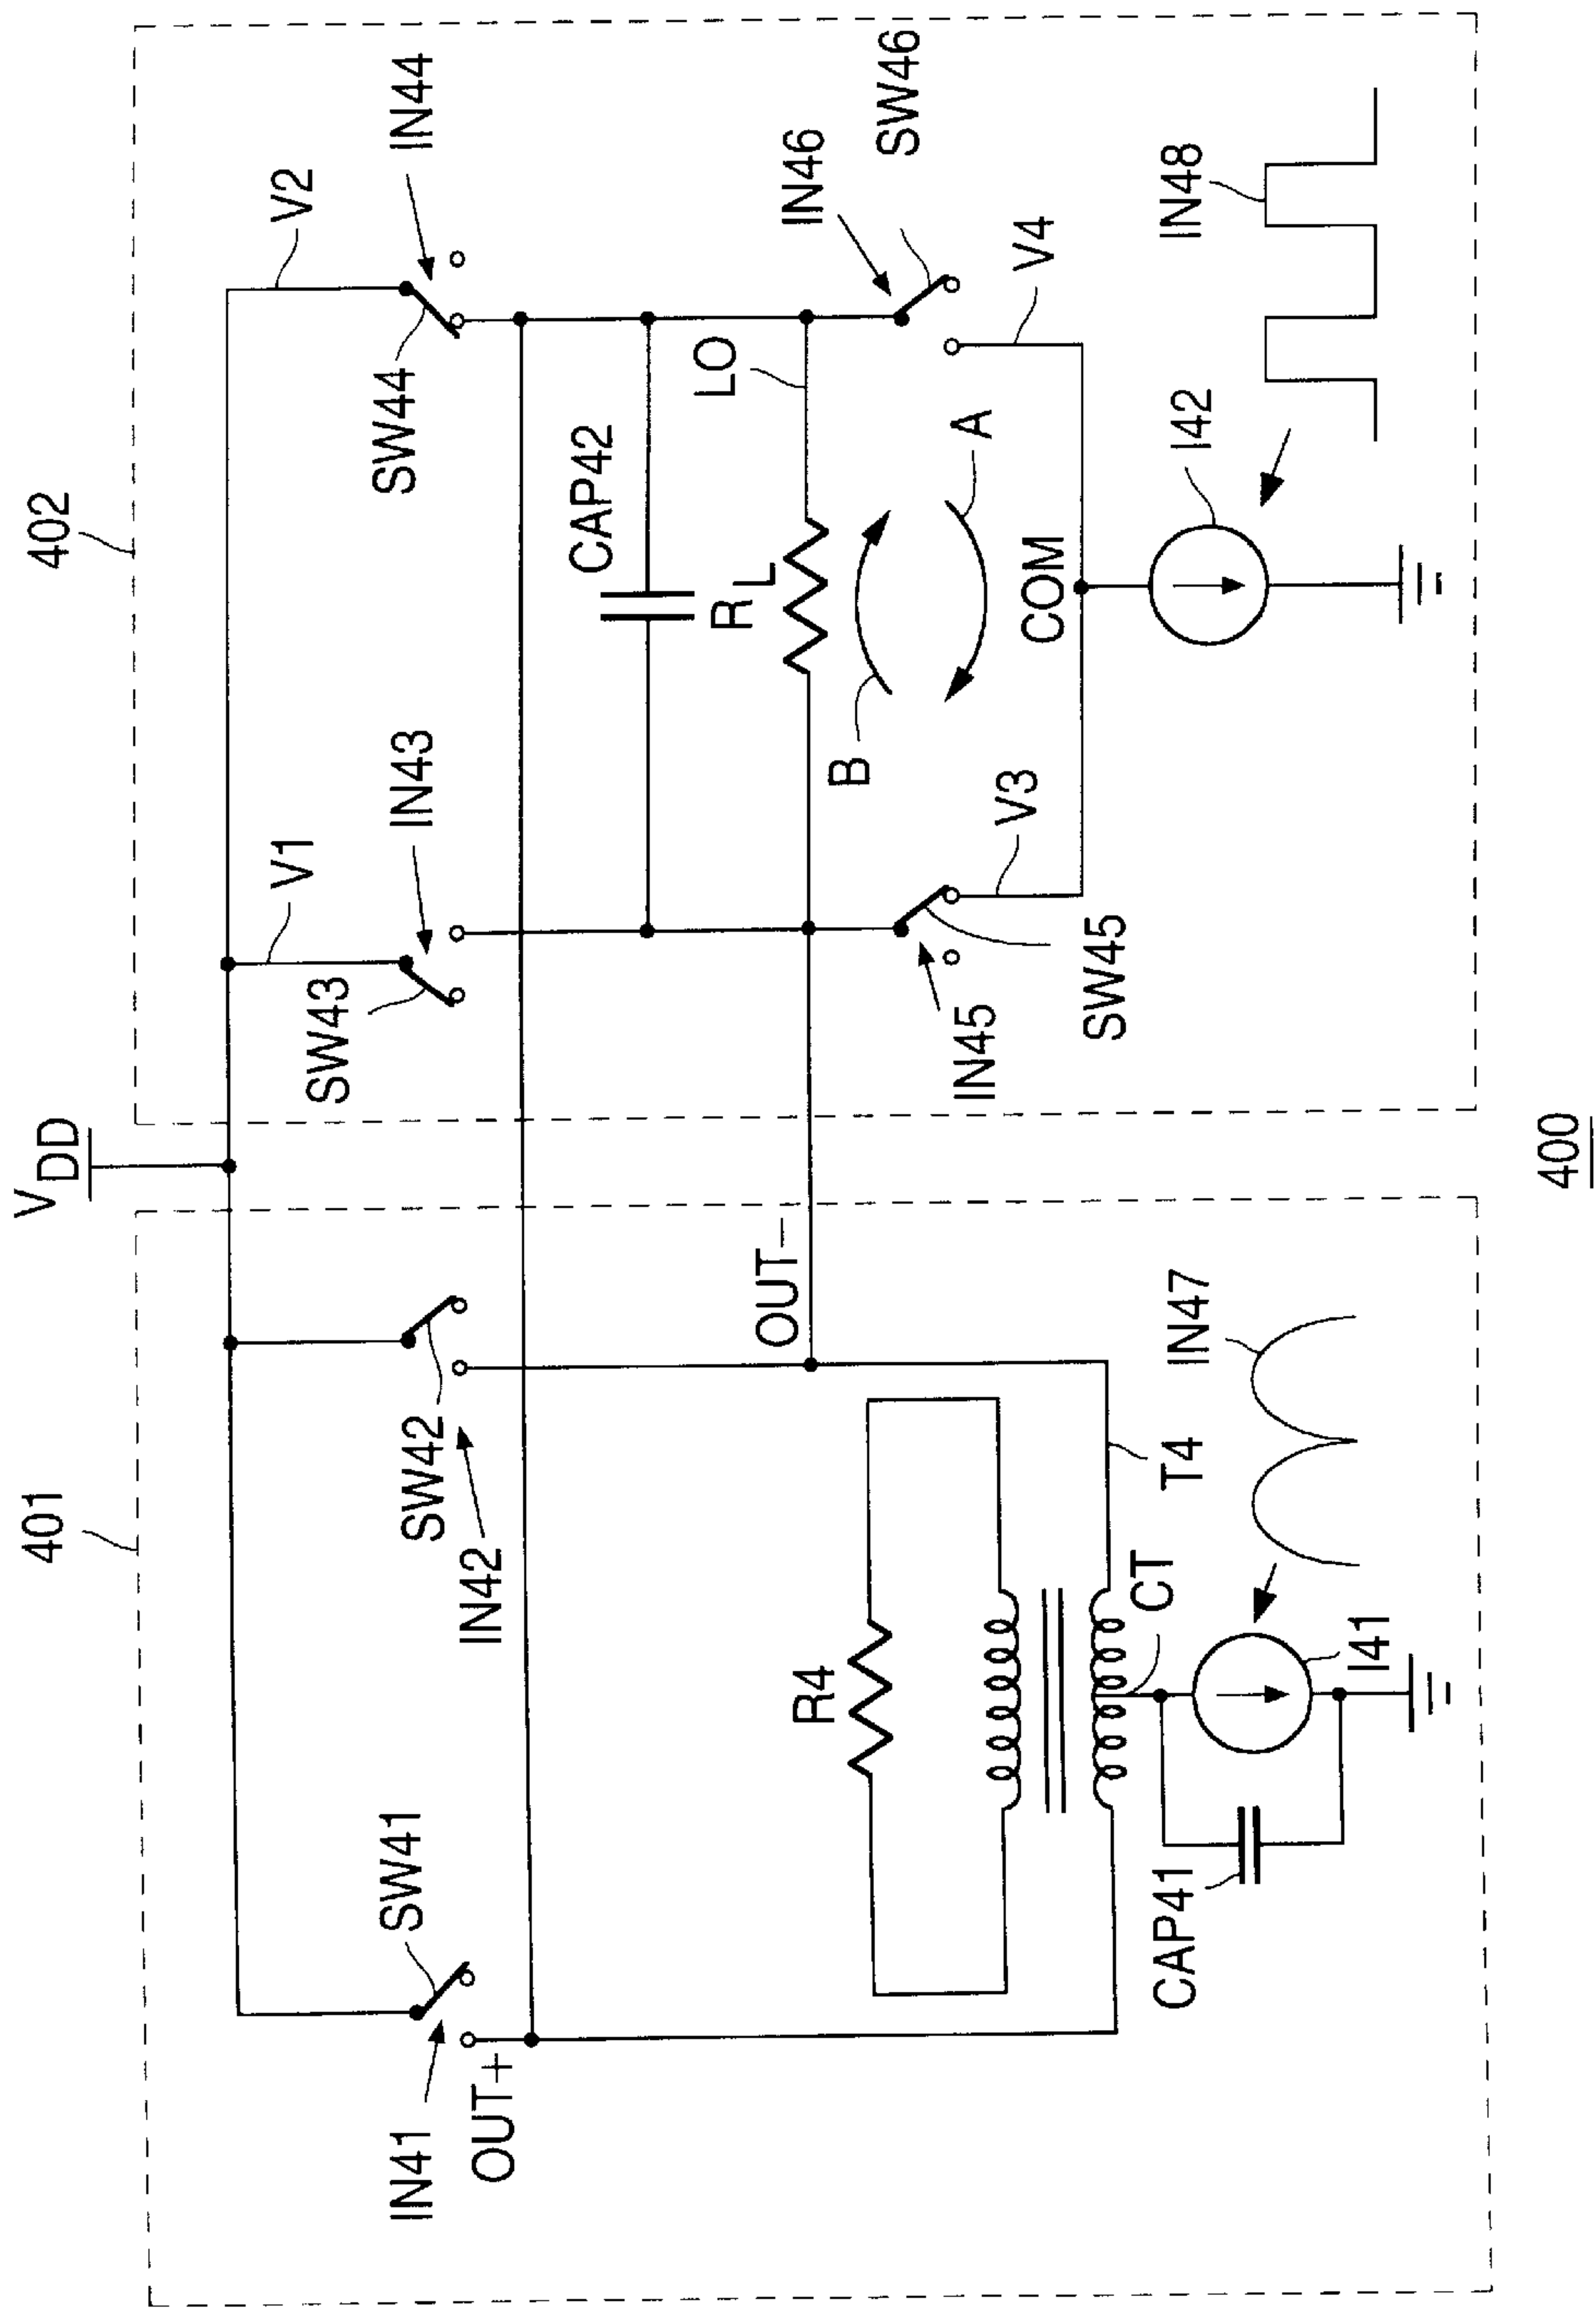 V DD
401
402
SW41
IN41
OUT+
SW42
IN42
V1
SW43
IN43
V2
SW44
IN44
CAP42
OUT–
R L
LO
R4
B
A
IN46
SW46
IN45
SW45
V3
COM
V4
CT
T4
CAP41
I41
IN47
I42
IN48
400